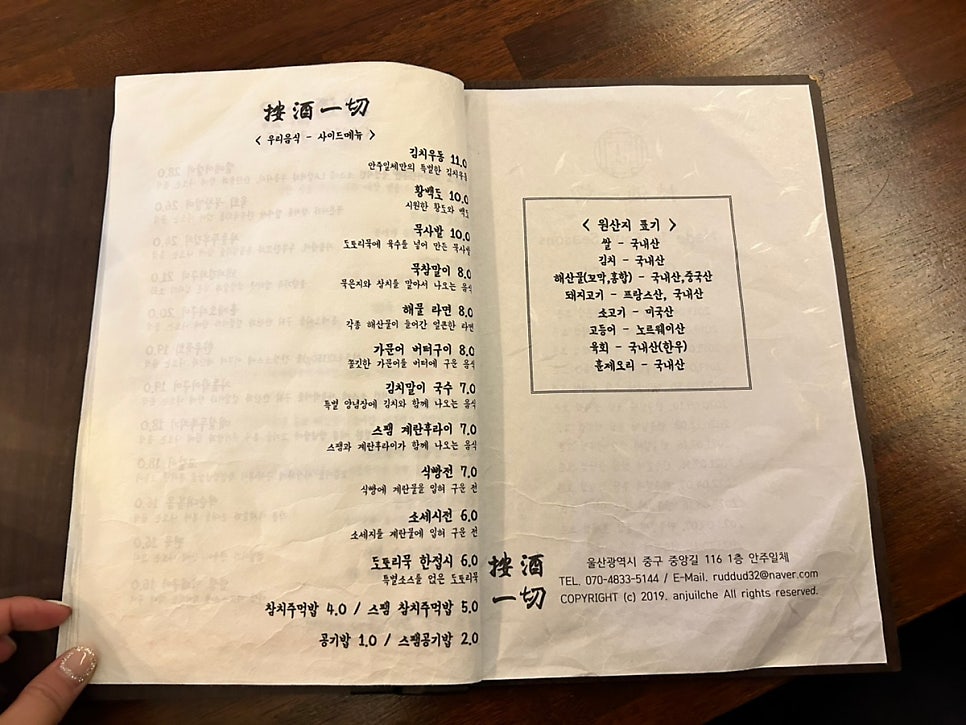 按酒一切
< 우리음식 - 사이드메뉴 >
김치우동 11.0
안주일체만의 특별한 김치우동
황백도 10.0
시원한 황도와 백도
묵사발 10.0
도토리묵에 육수를 넣어 만든 묵사발
묵창말이 8.0
묵은지와 참치를 말아서 나오는 음식
해물 라면 8.0
각종 해산물이 들어간 얼큰한 라면
가문어 버터구이 8.0
쫄깃한 가문어를 버터에 구운 음식
김치말이 국수 7.0
특별 양념장에 김치와 함께 나오는 음식
스팸 계란후라이 7.0
스팸과 계란후라이가 함께 나오는 음식
식빵전 7.0
식빵에 계란물을 입혀 구운 전
소세시전 6.0
소세지를 계란물에 입혀 구운 전
도토리묵 한접시 6.0
특별소스를 얹은 도토리묵
참치주먹밥 4.0 / 스팸 참치주먹밥 5.0
공기밥 1.0 / 스팸공기밥 2.0
< 원산지 표기 >
쌀 - 국내산
김치 - 국내산
해산물(꼬막,홍합) - 국내산,중국산
돼지고기 - 프랑스산, 국내산
소고기 - 미국산
고등어 - 노르웨이산
육회 - 국내산(한우)
훈제오리 - 국내산
按酒
一切
울산광역시 중구 중앙길 116 1층 안주일체
TEL. 070-4833-5144 / E-Mail. ruddud32@naver.com
COPYRIGHT (c) 2019. anjuilche All rights reserved.